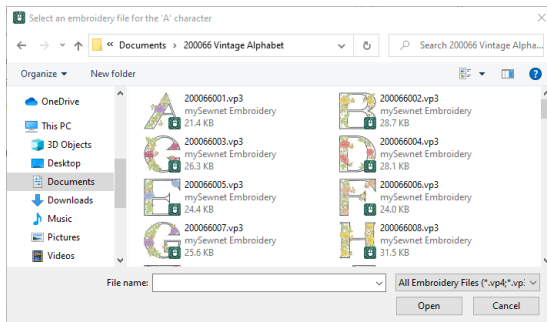 Select an embroidery file for the 'A' character
« Documents > 200066 Vintage Alphabet
Search 200066 Vintage Alpha...
Organize
New folder
OneDrive
This PC
3D Objects
Desktop
Documents
Downloads
Music
Pictures
Videos
200066001.vp3
mySewnet Embroidery
21.4 KB
200066002.vp3
mySewnet Embroidery
28.7 KB
200066003.vp3
mySewnet Embroidery
26.3 KB
200066004.vp3
mySewnet Embroidery
28.1 KB
200066005.vp3
mySewnet Embroidery
24.4 KB
200066006.vp3
mySewnet Embroidery
24.0 KB
200066007.vp3
mySewnet Embroidery
25.6 KB
200066008.vp3
mySewnet Embroidery
31.5 KB
A
B
C
D
E
F
G
H
File name:
All Embroidery Files (*.vp4;*.vp:
Open
Cancel